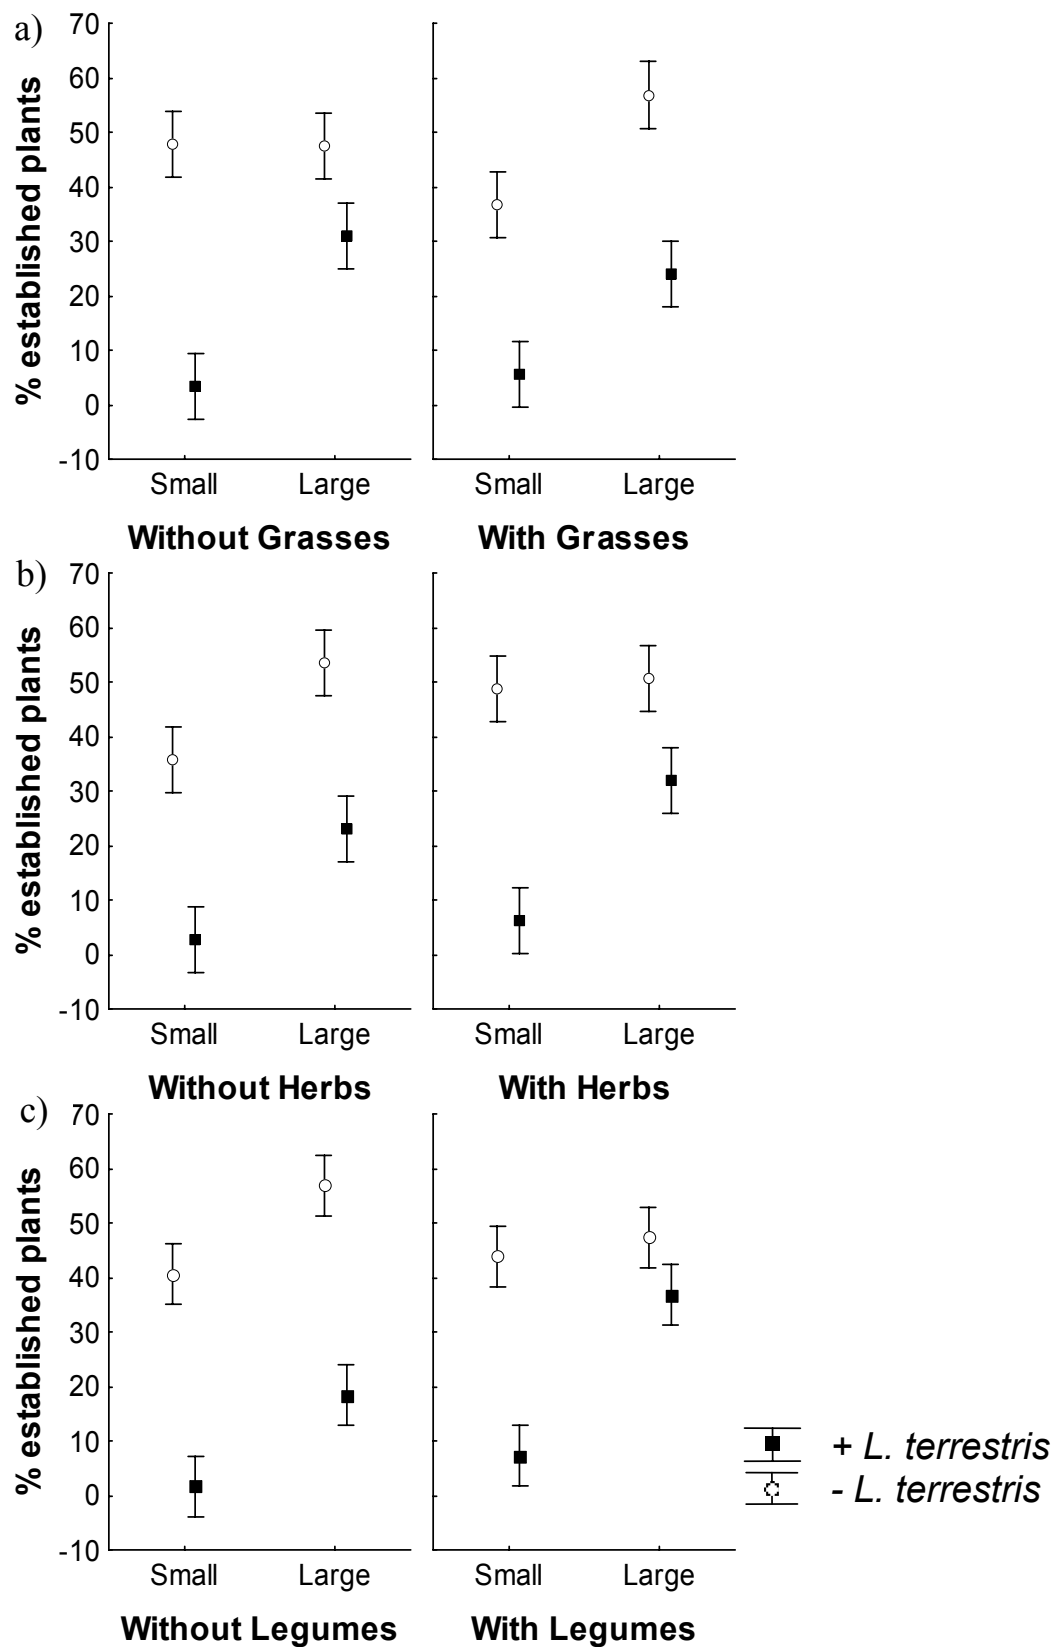 a)
% established plants
70
60
50
40
30
20
10
0
-10
Small Large
Small Large
Without Grasses
With Grasses
b)
% established plants
70
60
50
40
30
20
10
0
-10
Small Large
Small Large
Without Herbs
With Herbs
c)
% established plants
70
60
50
40
30
20
10
0
-10
Small Large
Small Large
Without Legumes
With Legumes
+ L. terrestris
- L. terrestris